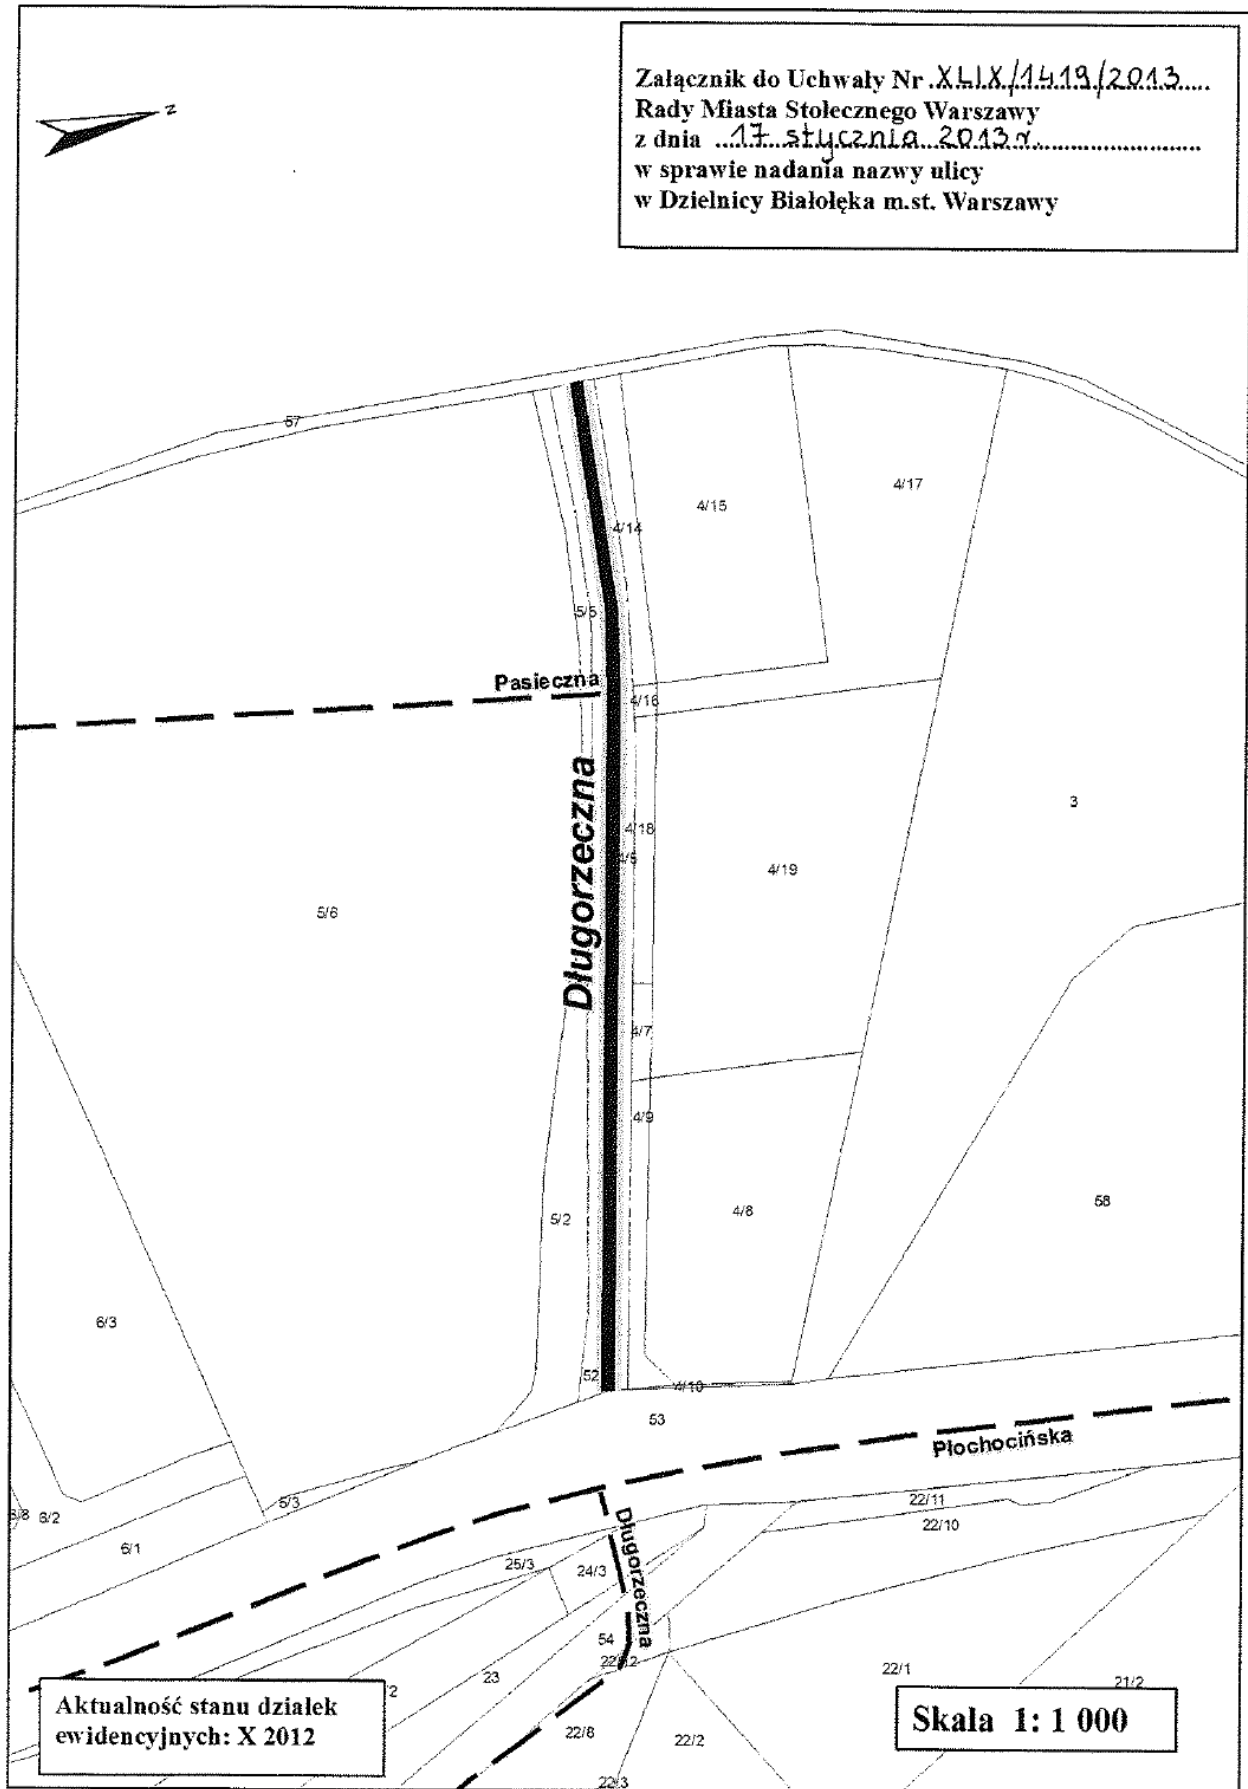 Załącznik do Uchwały Nr XLIX/1419/2013
Rady Miasta Stołecznego Warszawy
z dnia 17 stycznia 2013 r.
w sprawie nadania nazwy ulicy
w Dzielnicy Białołęka m.st. Warszawy
57
4/17
4/15
4/14
5/5
Pasieczna
4/16
Długorzeczna
3
4/18
4/5
4/19
5/6
4/7
4/9
58
4/8
5/2
6/3
52
4/10
53
Płochocińska
5/3
22/11
6/2
22/10
6/1
Długorzeczna
25/3
24/3
54
22/12
23
22/1
21/2
Aktualność stanu działek
ewidencyjnych: X 2012
Skala 1: 1 000
22/8
22/2
22/3